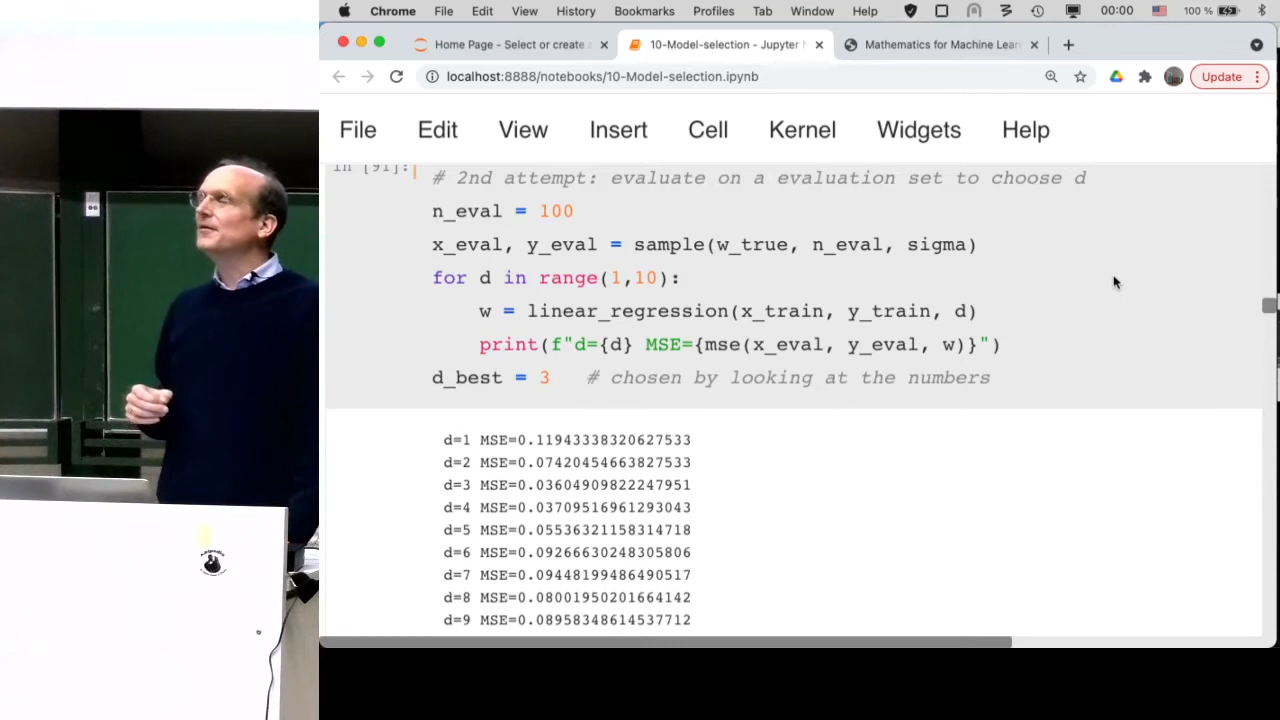 Chrome File Edit View History Bookmarks Profiles Tab Window Help 00:00 100 %
Home Page - Select or create a
10-Model-selection - Jupyter
Mathematics for Machine Lear
localhost:8888/notebooks/10-Model-selection.ipynb
Update
File Edit View Insert Cell Kernel Widgets Help
In [91]:
# 2nd attempt: evaluate on a evaluation set to choose d
n_eval = 100
x_eval, y_eval = sample(w_true, n_eval, sigma)
for d in range(1,10):
    w = linear_regression(x_train, y_train, d)
    print(f"d={d} MSE={mse(x_eval, y_eval, w)}")
d_best = 3   # chosen by looking at the numbers
d=1 MSE=0.11943338320627533
d=2 MSE=0.07420454663827533
d=3 MSE=0.03604909822247951
d=4 MSE=0.03709516961293043
d=5 MSE=0.05536321158314718
d=6 MSE=0.09266630248305806
d=7 MSE=0.09448199486490517
d=8 MSE=0.08001950201664142
d=9 MSE=0.08958348614537712